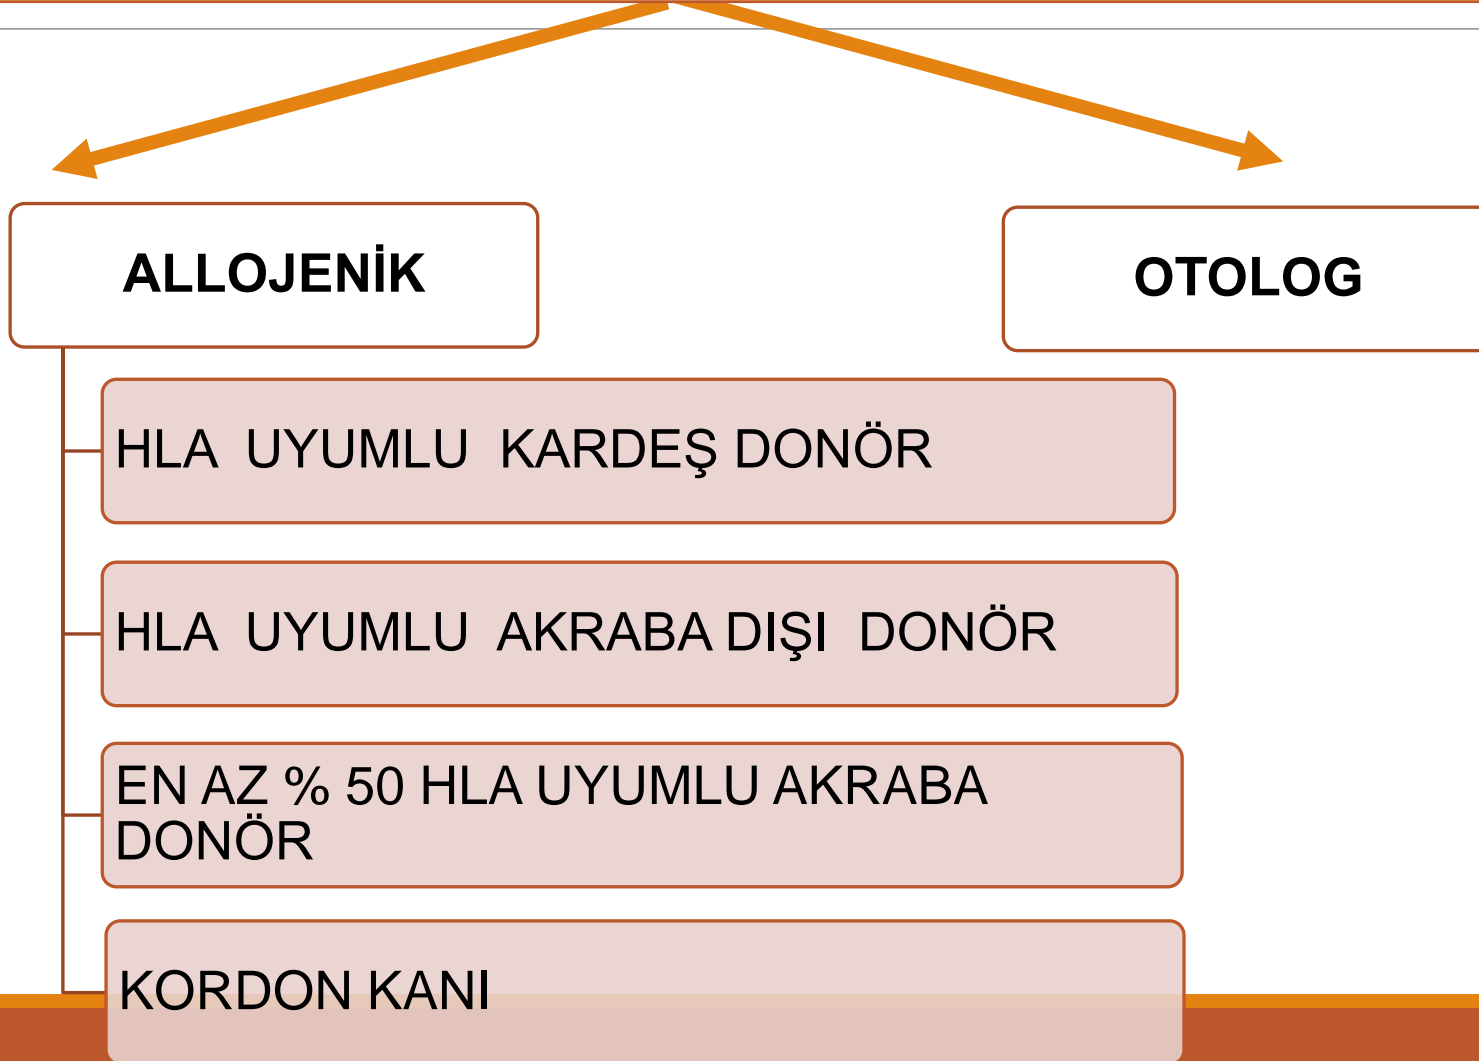 ALLOJENİK
OTOLOG
HLA UYUMLU KARDEŞ DONÖR
HLA UYUMLU AKRABA DIŞI DONÖR
EN AZ % 50 HLA UYUMLU AKRABA
DONÖR
KORDON KANI